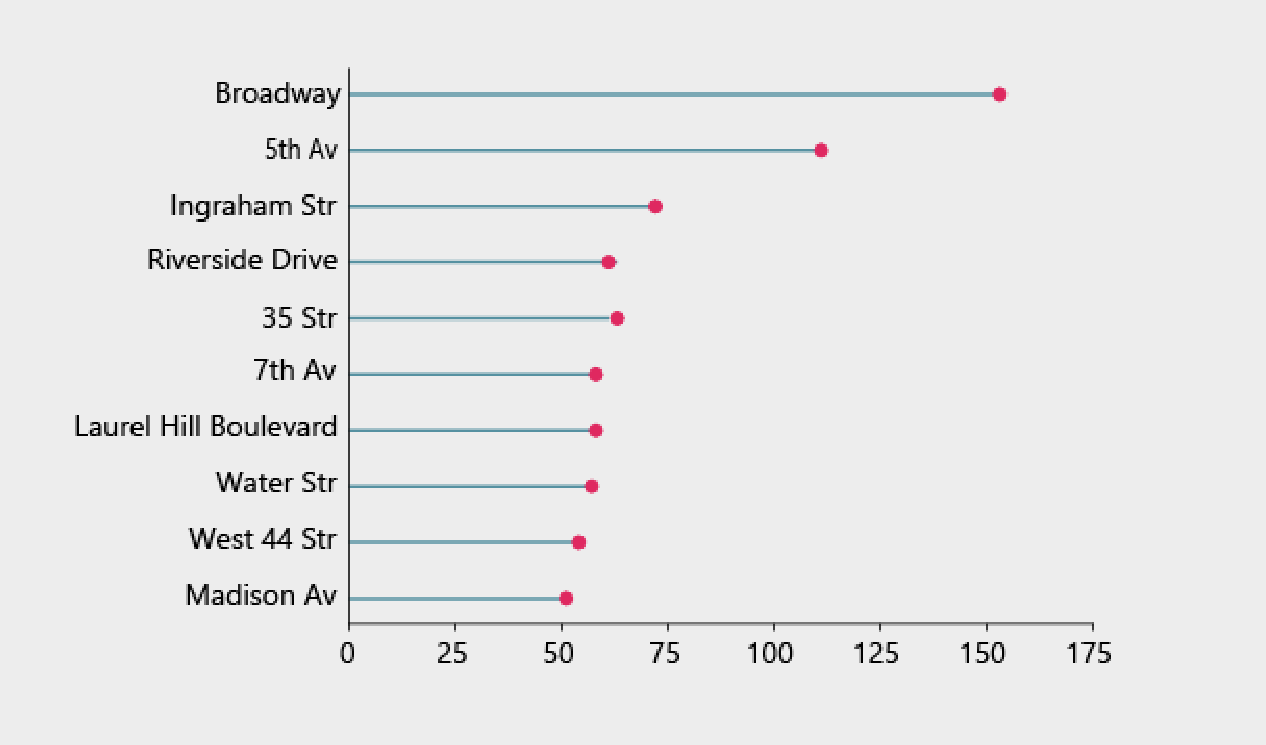 Broadway
5th Av
Ingraham Str
Riverside Drive
35 Str
7th Av
Laurel Hill Boulevard
Water Str
West 44 Str
Madison Av
0 25 50 75 100 125 150 175